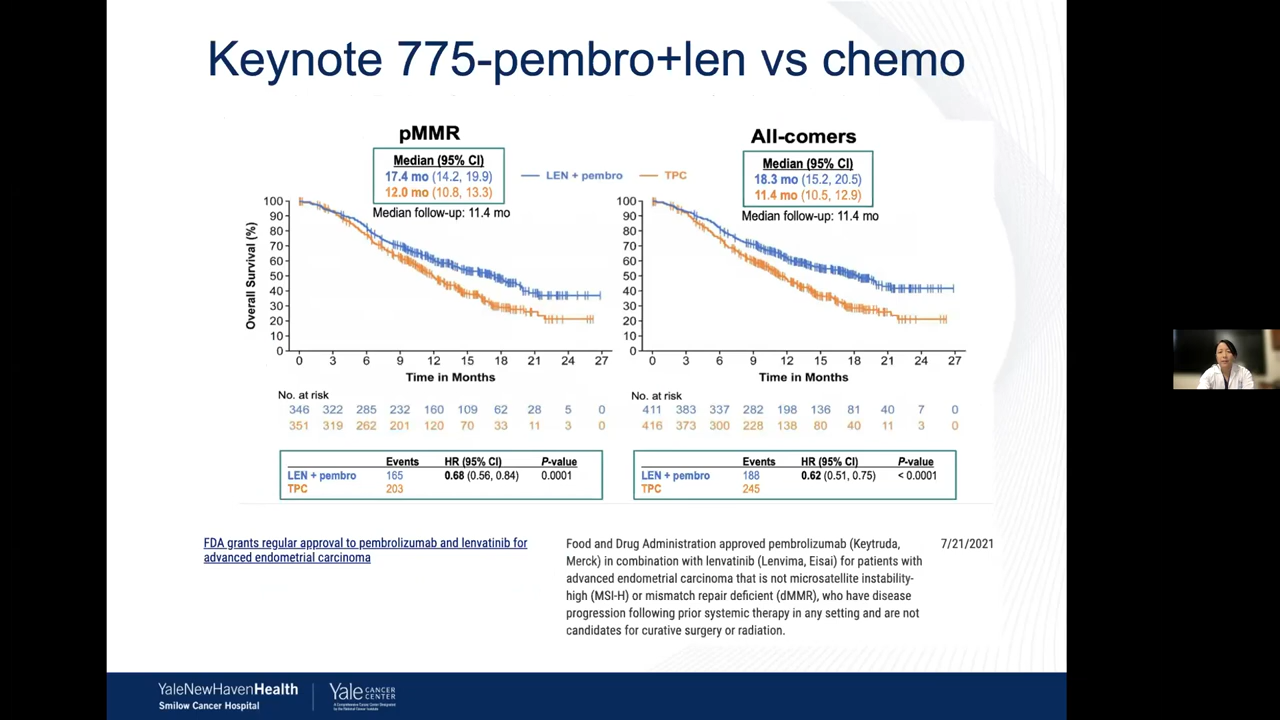 Keynote 775-pembro+len vs chemo
pMMR
Median (95% CI)
17.4 mo (14.2, 19.9)
12.0 mo (10.8, 13.3)
Median follow-up: 11.4 mo
LEN + pembro
TPC
All-comers
Median (95% CI)
18.3 mo (15.2, 20.5)
11.4 mo (10.5, 12.9)
Median follow-up: 11.4 mo
Overall Survival (%)
100
90
80
70
60
50
40
30
20
10
0
0 3 6 9 12 15 18 21 24 27
Time in Months
100
90
80
70
60
50
40
30
20
10
0
0 3 6 9 12 15 18 21 24 27
Time in Months
No. at risk
346 322 285 232 160 109 62 28 5 0
351 319 262 201 120 70 33 11 3 0
No. at risk
411 383 337 282 198 136 81 40 7 0
416 373 300 228 138 80 40 11 3 0
Events HR (95% CI) P-value
LEN + pembro 165 0.68 (0.56, 0.84) 0.0001
TPC 203
Events HR (95% CI) P-value
LEN + pembro 188 0.62 (0.51, 0.75) < 0.0001
TPC 245
FDA grants regular approval to pembrolizumab and lenvatinib for
advanced endometrial carcinoma
Food and Drug Administration approved pembrolizumab (Keytruda,
Merck) in combination with lenvatinib (Lenvima, Eisai) for patients with
advanced endometrial carcinoma that is not microsatellite instability-
high (MSI-H) or mismatch repair deficient (dMMR), who have disease
progression following prior systemic therapy in any setting and are not
candidates for curative surgery or radiation.
7/21/2021
YaleNewHavenHealth
Smilow Cancer Hospital
Yale CANCER
CENTER